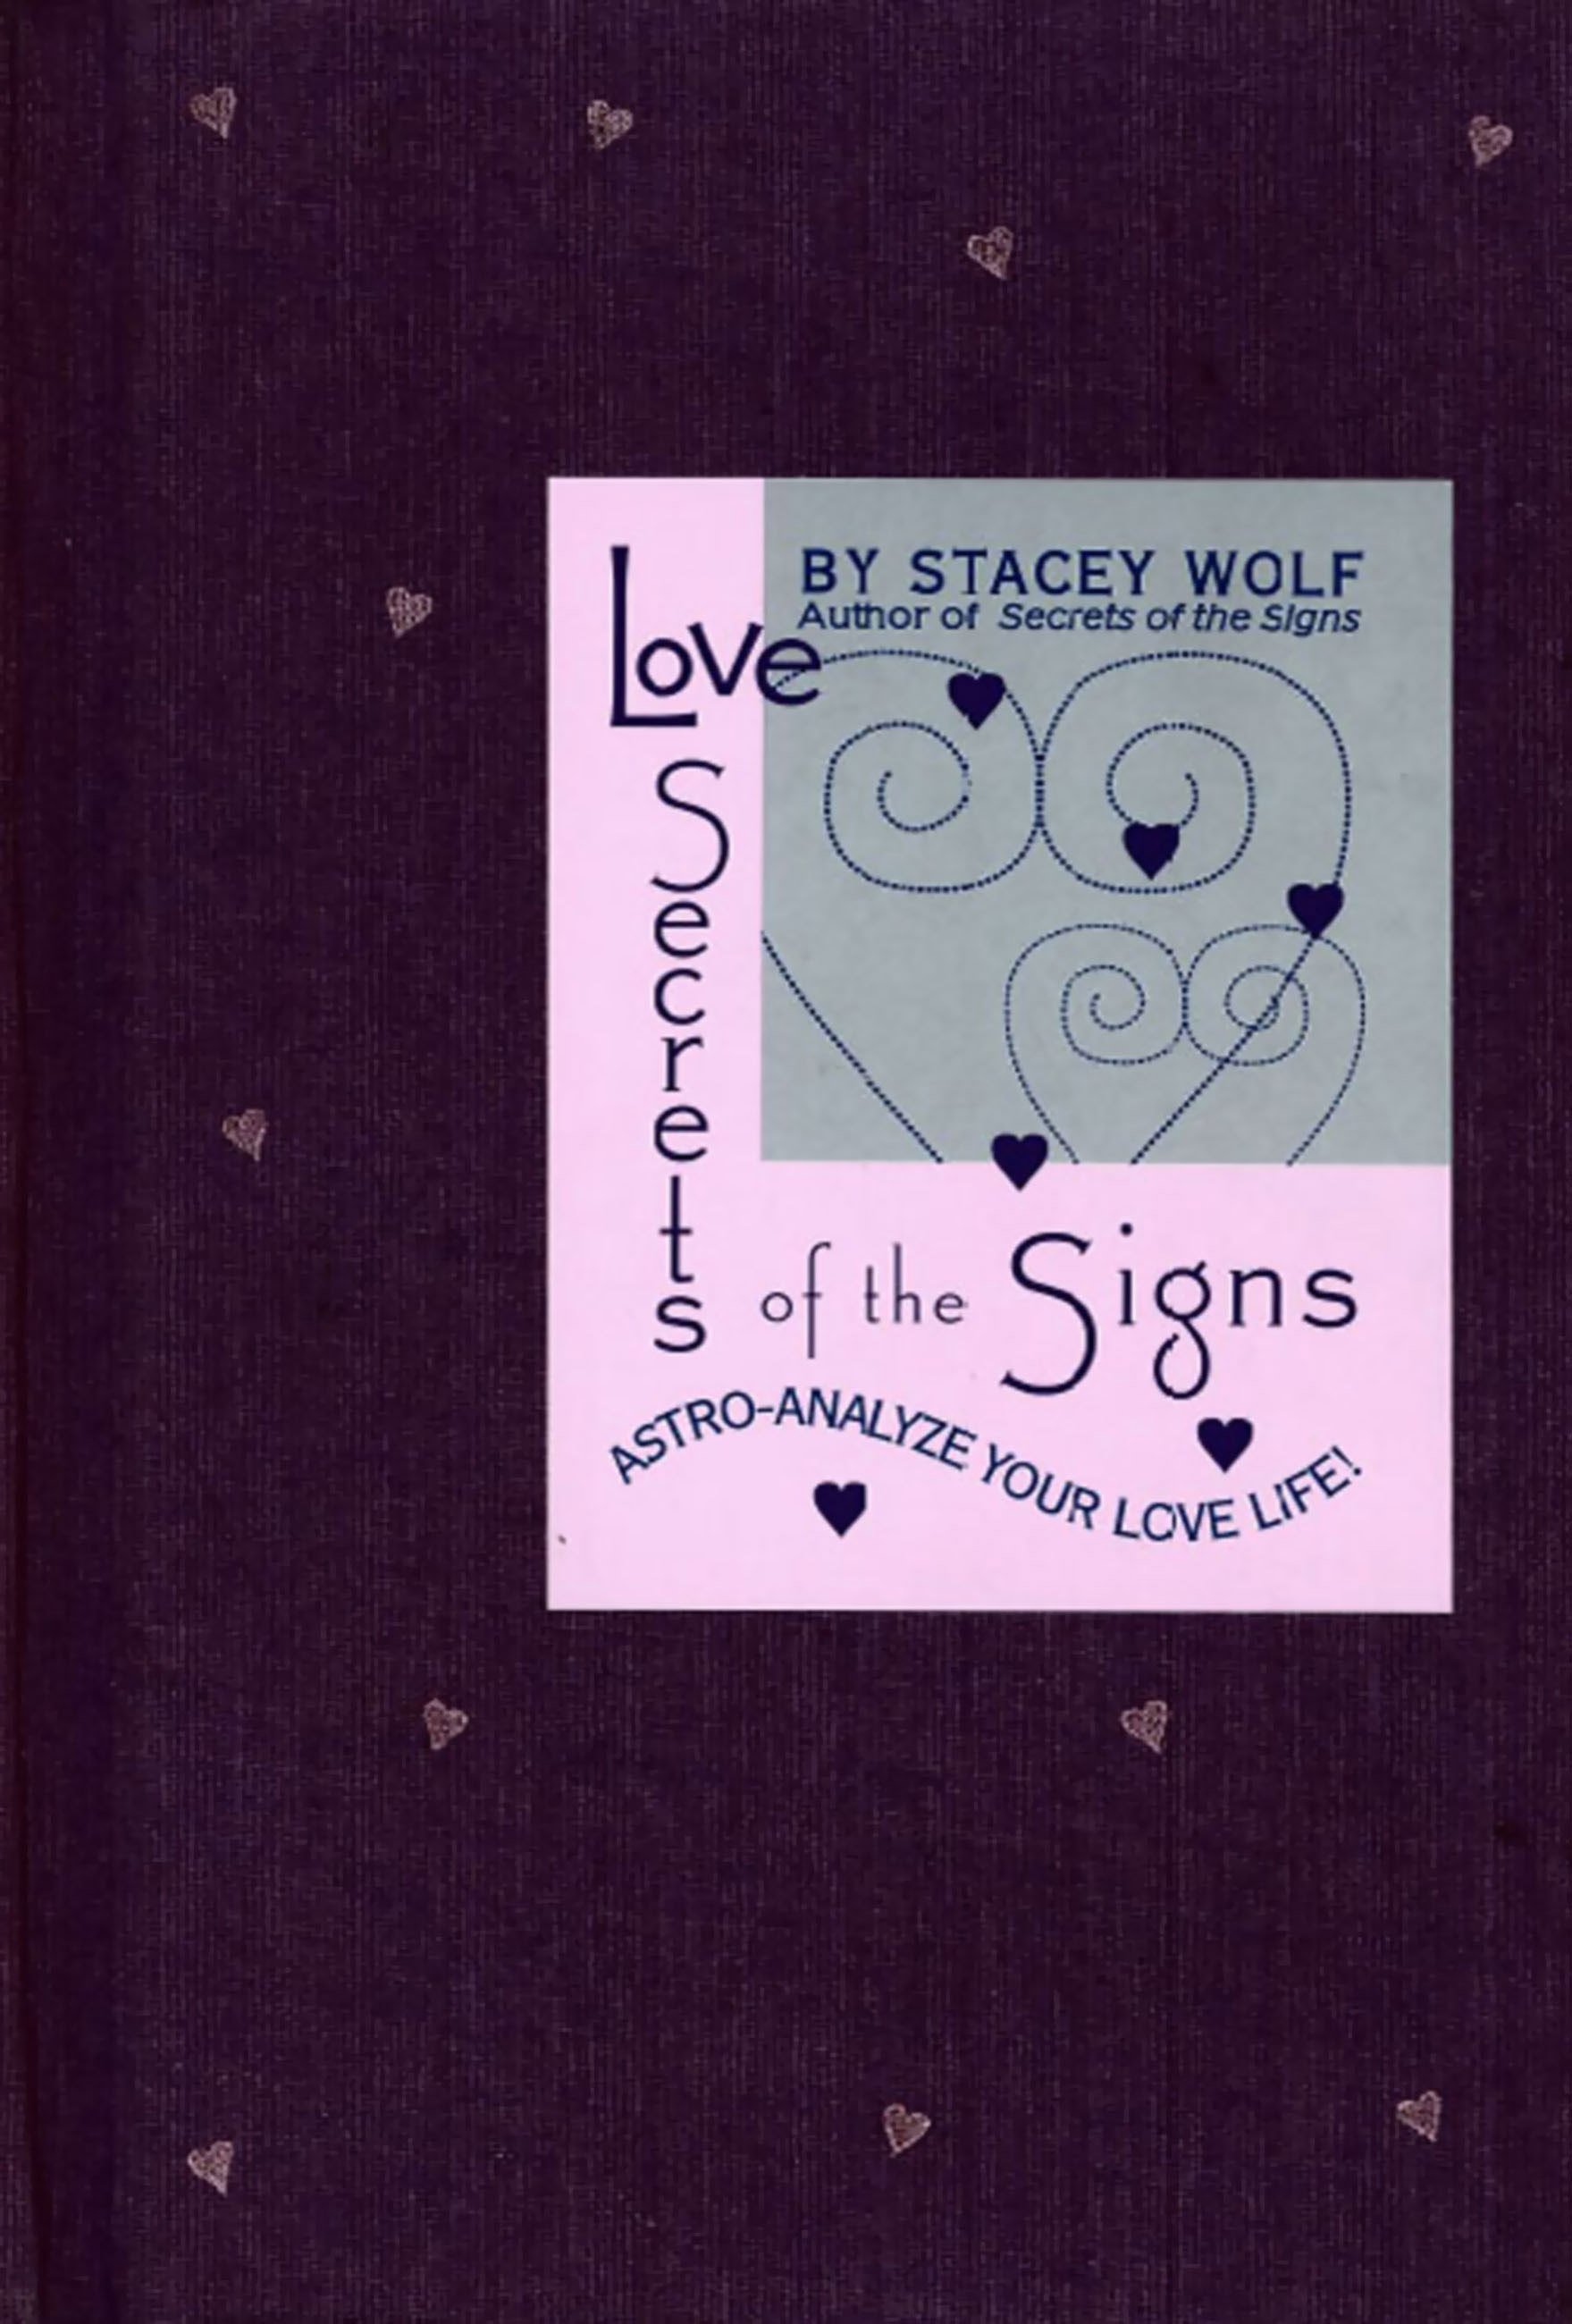 BY STACEY WOLF
Author of Secrets of the Signs
Love
Secrets
of the Signs
ASTRO-ANALYZE YOUR LOVE LIFE!